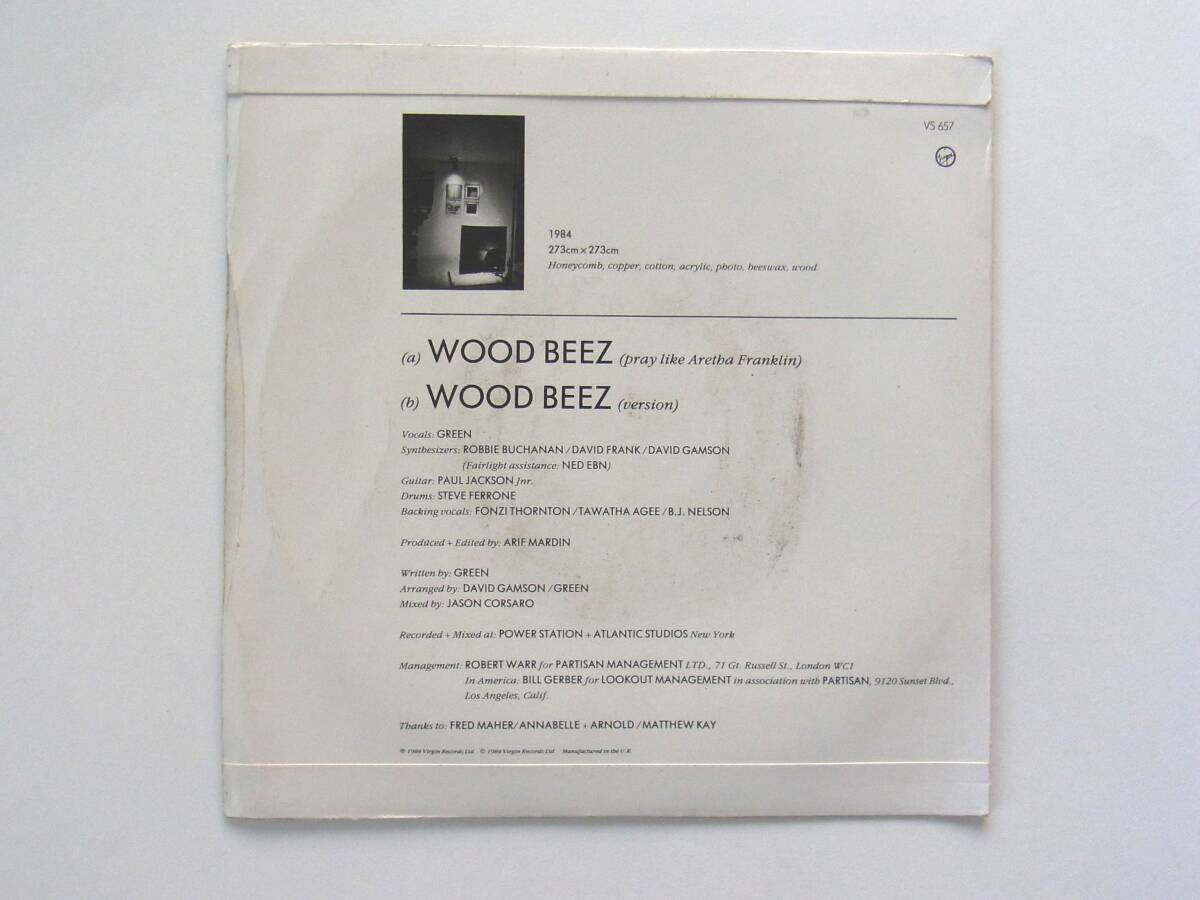 VS 657
Virgin
1984
273cm×273cm
Honeycomb, copper, cotton, acrylic, photo, beeswax, wood
(a) WOOD BEEZ (pray like Aretha Franklin)
(b) WOOD BEEZ (version)
Vocals: GREEN
Synthesizers: ROBBIE BUCHANAN/DAVID FRANK/DAVID GAMSON
(Fairlight assistance: NED EBN)
Guitar: PAUL JACKSON Jnr.
Drums: STEVE FERRONE
Backing vocals: FONZI THORNTON/TAWATHA AGEE/B.J. NELSON
Produced + Edited by: ARIF MARDIN
Written by: GREEN
Arranged by: DAVID GAMSON/GREEN
Mixed by: JASON CORSARO
Recorded + Mixed at: POWER STATION + ATLANTIC STUDIOS New York
Management: ROBERT WARR for PARTISAN MANAGEMENT LTD., 71 Gt. Russell St., London WC1
In America: BILL GERBER for LOOKOUT MANAGEMENT in association with PARTISAN, 9120 Sunset Blvd.,
Los Angeles, Calif.
Thanks to: FRED MAHER/ANNABELLE + ARNOLD/MATTHEW KAY
℗ 1984 Virgin Records Ltd. © 1984 Virgin Records Ltd. Manufactured in the U.K.